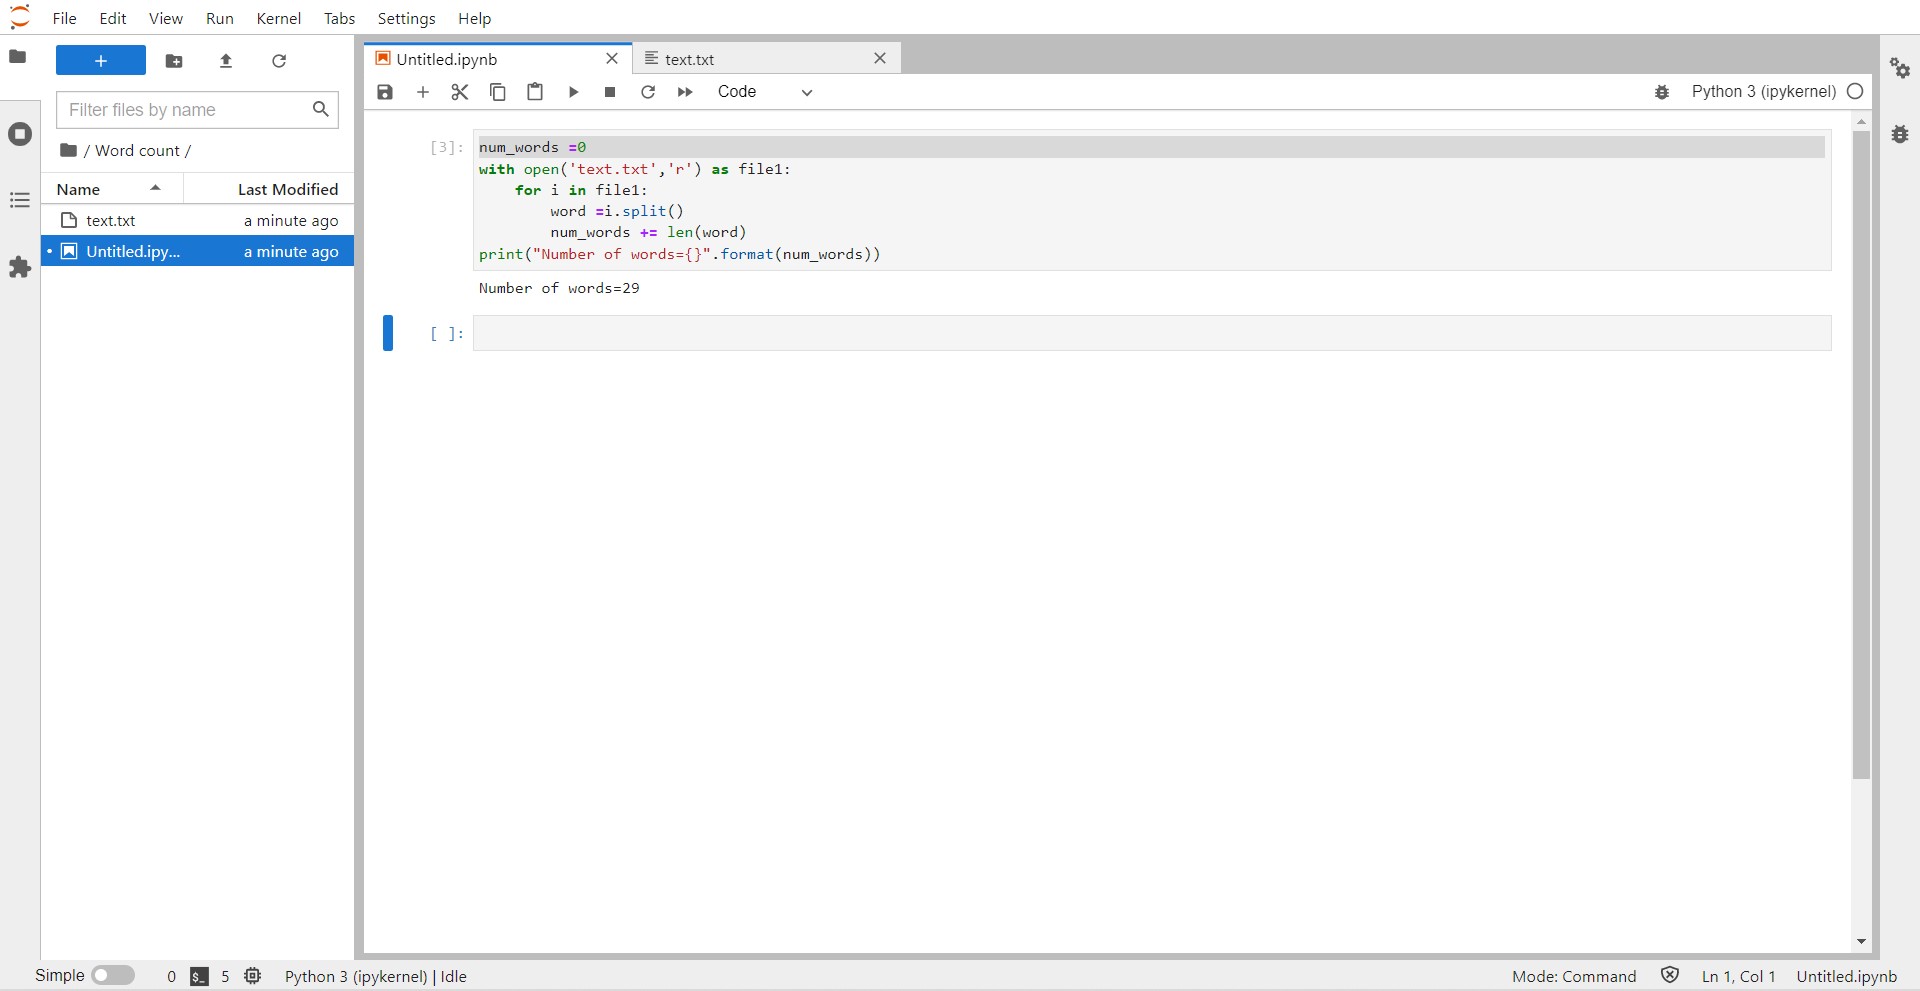 File Edit View Run Kernel Tabs Settings Help
+
Filter files by name
/ Word count /
Name Last Modified
text.txt a minute ago
• Untitled.ipy... a minute ago
Untitled.ipynb text.txt
Code Python 3 (ipykernel)
[3]: num_words =0
with open('text.txt','r') as file1:
    for i in file1:
        word =i.split()
        num_words += len(word)
print("Number of words={}".format(num_words))
Number of words=29
[ ]:
Simple 0 $_ 5 Python 3 (ipykernel) | Idle Mode: Command Ln 1, Col 1 Untitled.ipynb